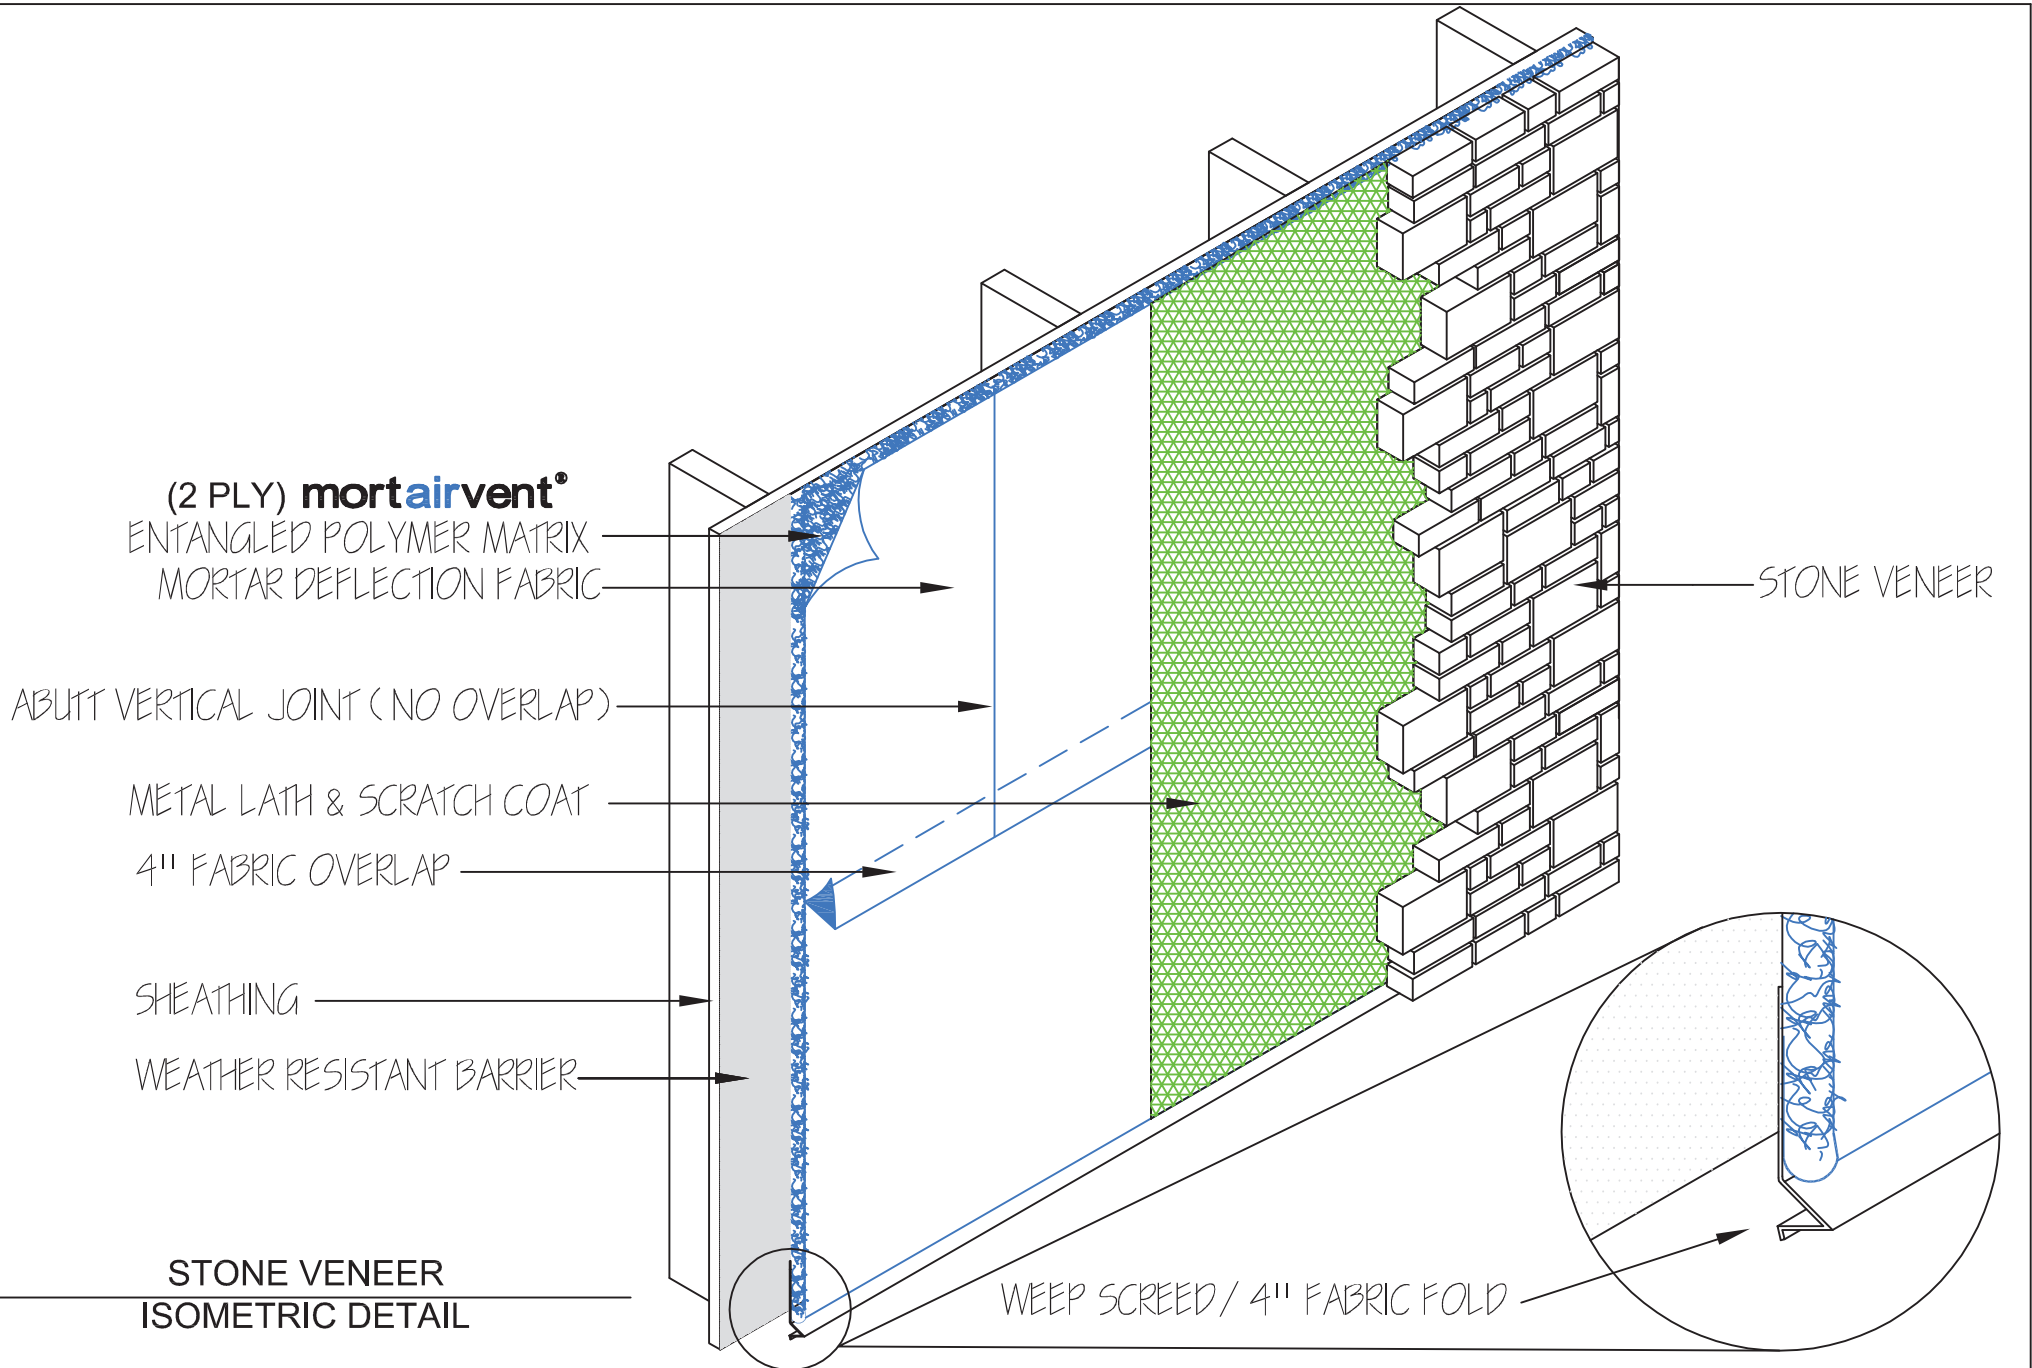 (2 PLY) mortairvent®
ENTANGLED POLYMER MATRIX
MORTAR DEFLECTION FABRIC
STONE VENEER
ABUTT VERTICAL JOINT (NO OVERLAP)
METAL LATH & SCRATCH COAT
4" FABRIC OVERLAP
SHEATHING
WEATHER RESISTANT BARRIER
WEEP SCREED / 4" FABRIC FOLD
STONE VENEER
ISOMETRIC DETAIL